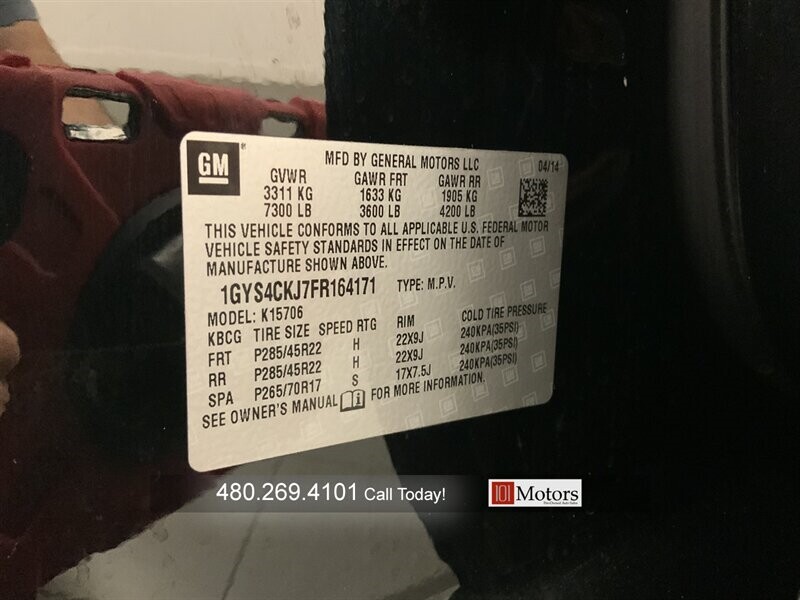 GM
MFD BY GENERAL MOTORS LLC 04/14
GVWR GAWR FRT GAWR RR
3311 KG 1633 KG 1905 KG
7300 LB 3600 LB 4200 LB
THIS VEHICLE CONFORMS TO ALL APPLICABLE U.S. FEDERAL MOTOR
VEHICLE SAFETY STANDARDS IN EFFECT ON THE DATE OF
MANUFACTURE SHOWN ABOVE.
1GYS4CKJ7FR164171 TYPE: M.P.V.
MODEL: K15706
KBCG TIRE SIZE SPEED RTG RIM COLD TIRE PRESSURE
FRT P285/45R22 H 22X9J 240KPA(35PSI)
RR P285/45R22 H 22X9J 240KPA(35PSI)
SPA P265/70R17 S 17X7.5J 240KPA(35PSI)
SEE OWNER'S MANUAL FOR MORE INFORMATION.
480.269.4101 Call Today!
101 Motors